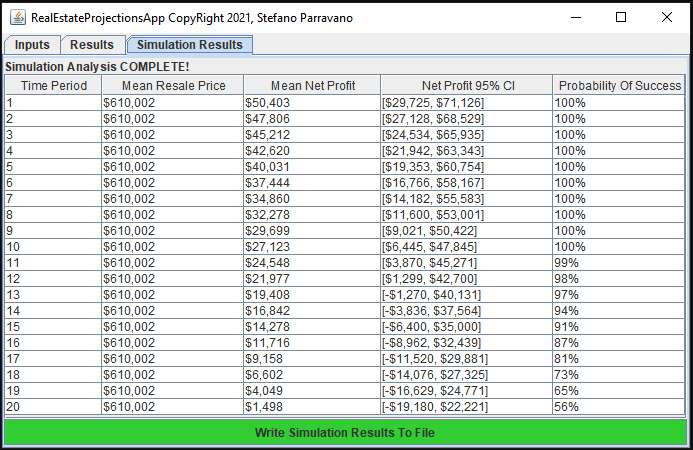 RealEstateProjectionsApp CopyRight 2021, Stefano Parravano
Inputs Results Simulation Results
Simulation Analysis COMPLETE!
Time Period Mean Resale Price Mean Net Profit Net Profit 95% CI Probability Of Success
1 $610,002 $50,403 [$29,725, $71,126] 100%
2 $610,002 $47,806 [$27,128, $68,529] 100%
3 $610,002 $45,212 [$24,534, $65,935] 100%
4 $610,002 $42,620 [$21,942, $63,343] 100%
5 $610,002 $40,031 [$19,353, $60,754] 100%
6 $610,002 $37,444 [$16,766, $58,167] 100%
7 $610,002 $34,860 [$14,182, $55,583] 100%
8 $610,002 $32,278 [$11,600, $53,001] 100%
9 $610,002 $29,699 [$9,021, $50,422] 100%
10 $610,002 $27,123 [$6,445, $47,845] 100%
11 $610,002 $24,548 [$3,870, $45,271] 99%
12 $610,002 $21,977 [$1,299, $42,700] 98%
13 $610,002 $19,408 [-$1,270, $40,131] 97%
14 $610,002 $16,842 [-$3,836, $37,564] 94%
15 $610,002 $14,278 [-$6,400, $35,000] 91%
16 $610,002 $11,716 [-$8,962, $32,439] 87%
17 $610,002 $9,158 [-$11,520, $29,881] 81%
18 $610,002 $6,602 [-$14,076, $27,325] 73%
19 $610,002 $4,049 [-$16,629, $24,771] 65%
20 $610,002 $1,498 [-$19,180, $22,221] 56%
Write Simulation Results To File